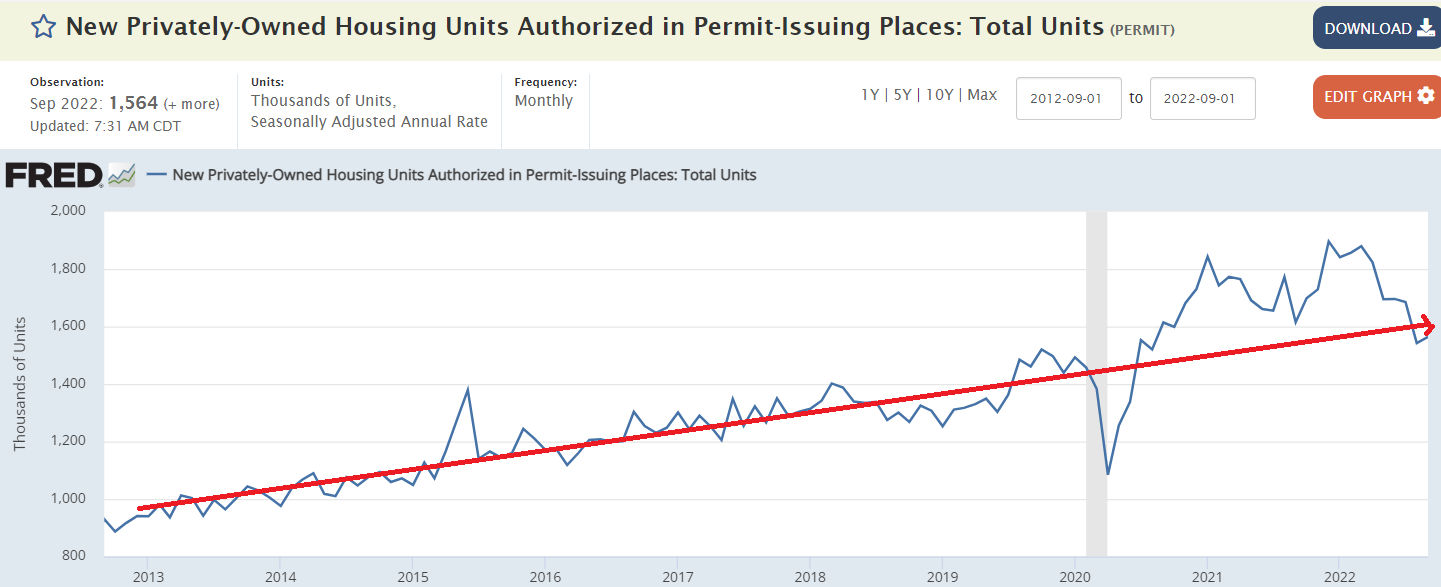 New Privately-Owned Housing Units Authorized in Permit-Issuing Places: Total Units (PERMIT)
DOWNLOAD
Observation:
Sep 2022: 1,564 (+ more)
Updated: 7:31 AM CDT
Units:
Thousands of Units,
Seasonally Adjusted Annual Rate
Frequency:
Monthly
1Y | 5Y | 10Y | Max
2012-09-01 to 2022-09-01
EDIT GRAPH
FRED
New Privately-Owned Housing Units Authorized in Permit-Issuing Places: Total Units
Thousands of Units
2,000
1,800
1,600
1,400
1,200
1,000
800
2013 2014 2015 2016 2017 2018 2019 2020 2021 2022